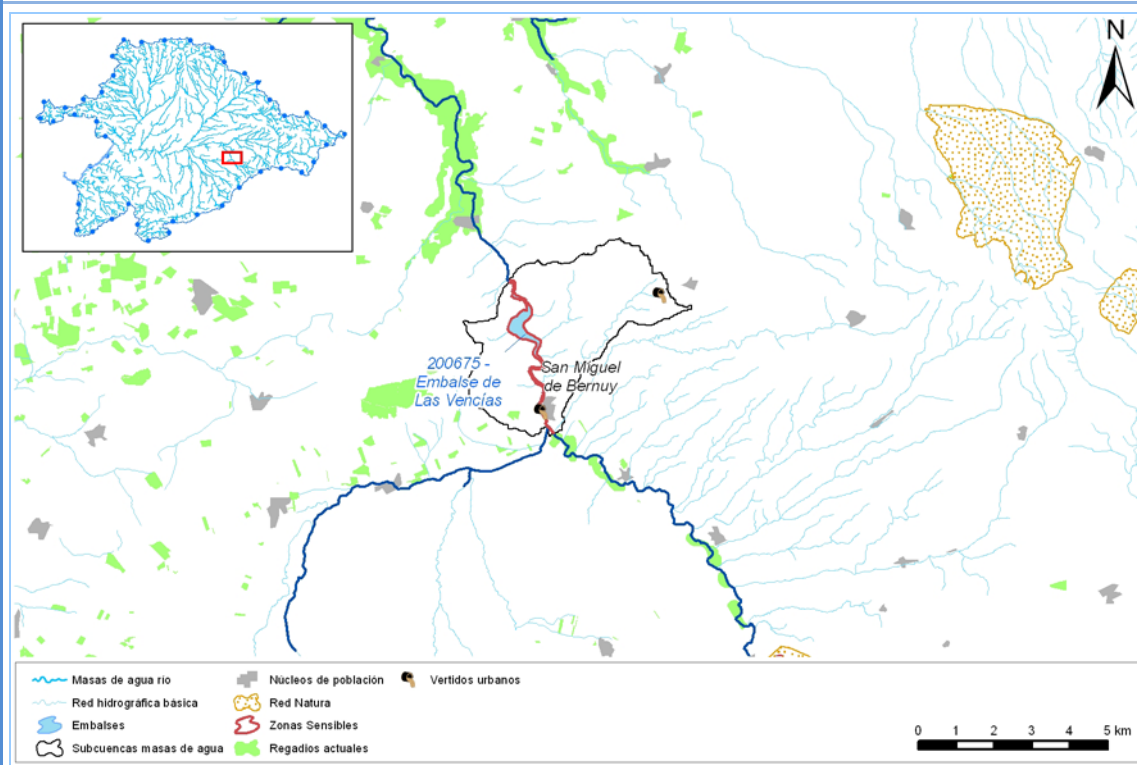 N
200675 -
Embalse de
Las Vencías
San Miguel
de Bernuy
Masas de agua río
Red hidrográfica básica
Embalses
Subcuencas masas de agua
Núcleos de población
Red Natura
Zonas Sensibles
Regadíos actuales
Vertidos urbanos
0 1 2 3 4 5 km